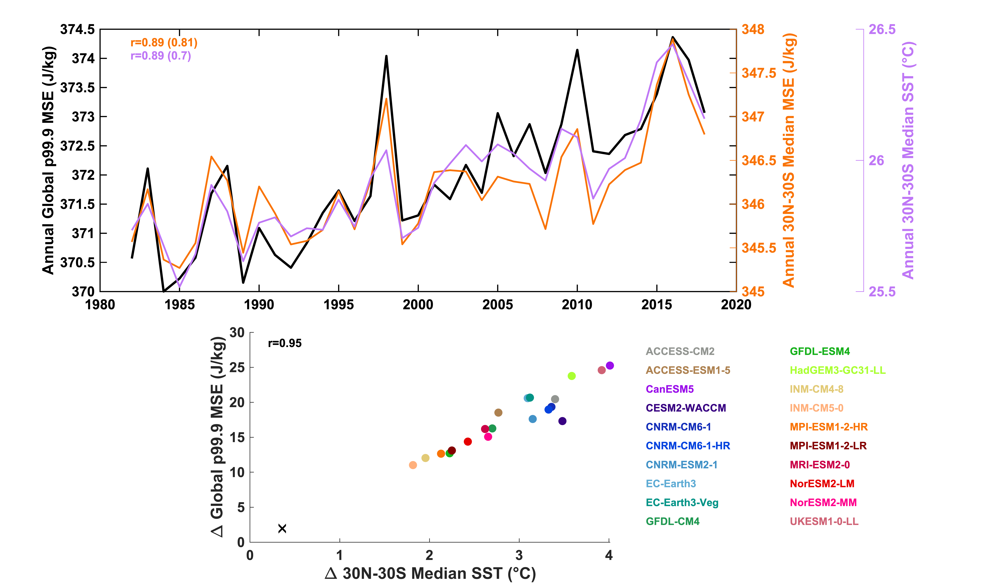 374.5
374
373.5
373
372.5
372
371.5
371
370.5
370
Annual Global p99.9 MSE (J/kg)
r=0.89 (0.81)
r=0.89 (0.7)
348
347.5
347
346.5
346
345.5
345
Annual 30N-30S Median MSE (J/kg)
26.5
26
25.5
Annual 30N-30S Median SST (°C)
1980 1985 1990 1995 2000 2005 2010 2015 2020
30
25
20
15
10
5
0
Δ Global p99.9 MSE (J/kg)
r=0.95
0 1 2 3 4
Δ 30N-30S Median SST (°C)
ACCESS-CM2
ACCESS-ESM1-5
CanESM5
CESM2-WACCM
CNRM-CM6-1
CNRM-CM6-1-HR
CNRM-ESM2-1
EC-Earth3
EC-Earth3-Veg
GFDL-CM4
GFDL-ESM4
HadGEM3-GC31-LL
INM-CM4-8
INM-CM5-0
MPI-ESM1-2-HR
MPI-ESM1-2-LR
MRI-ESM2-0
NorESM2-LM
NorESM2-MM
UKESM1-0-LL